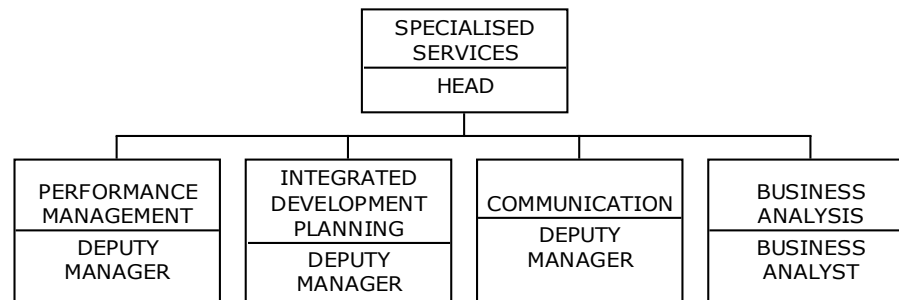 SPECIALISED
SERVICES
HEAD
PERFORMANCE
MANAGEMENT
DEPUTY
MANAGER
INTEGRATED
DEVELOPMENT
PLANNING
DEPUTY
MANAGER
COMMUNICATION
DEPUTY
MANAGER
BUSINESS
ANALYSIS
BUSINESS
ANALYST